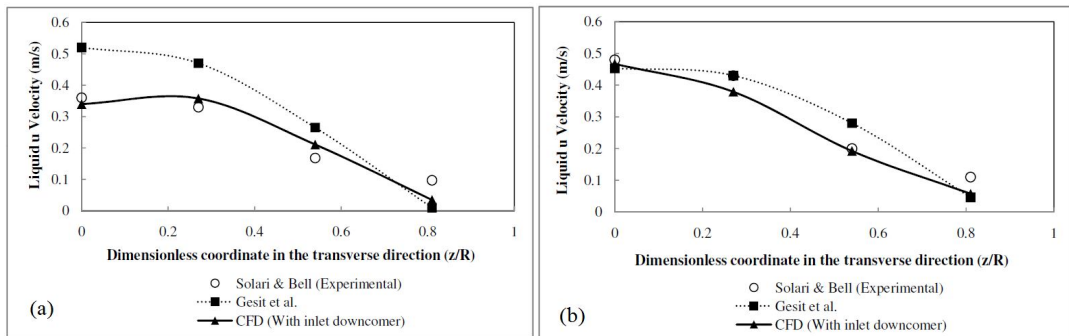 0.6
0.5
0.4
0.3
0.2
0.1
0
Liquid u Velocity (m/s)
0 0.2 0.4 0.6 0.8 1
Dimensionless coordinate in the transverse direction (z/R)
Solari & Bell (Experimental)
Gesit et al.
CFD (With inlet downcomer)
(a)
0.6
0.5
0.4
0.3
0.2
0.1
0
Liquid u Velocity (m/s)
0 0.2 0.4 0.6 0.8 1
Dimensionless coordinate in the transverse direction (z/R)
Solari & Bell (Experimental)
Gesit et al.
CFD (With inlet downcomer)
(b)